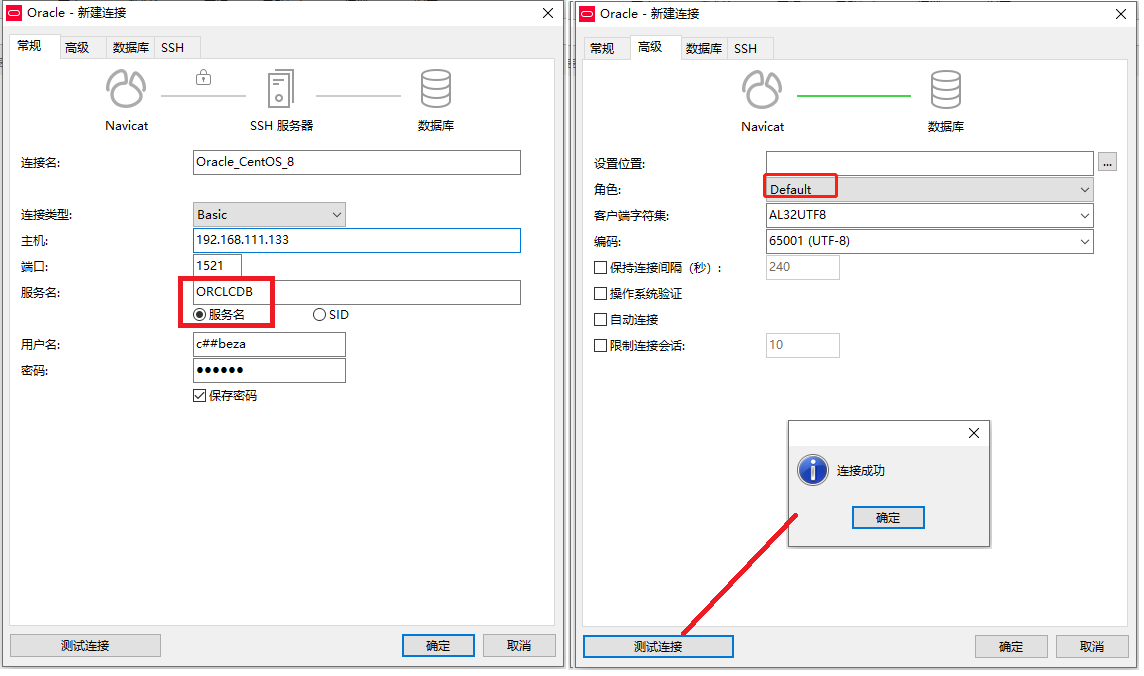 Oracle - 新建连接
常规 高级 数据库 SSH
Navicat SSH 服务器 数据库
连接名: Oracle_CentOS_8
连接类型: Basic
主机: 192.168.111.133
端口: 1521
服务名: ORCLCDB
服务名 SID
用户名: c##beza
密码: ●●●●●●
保存密码
测试连接 确定 取消
Oracle - 新建连接
常规 高级 数据库 SSH
Navicat 数据库
设置位置: ...
角色: Default
客户端字符集: AL32UTF8
编码: 65001 (UTF-8)
保持连接间隔（秒）: 240
操作系统验证
自动连接
限制连接会话: 10
连接成功
确定
测试连接 确定 取消